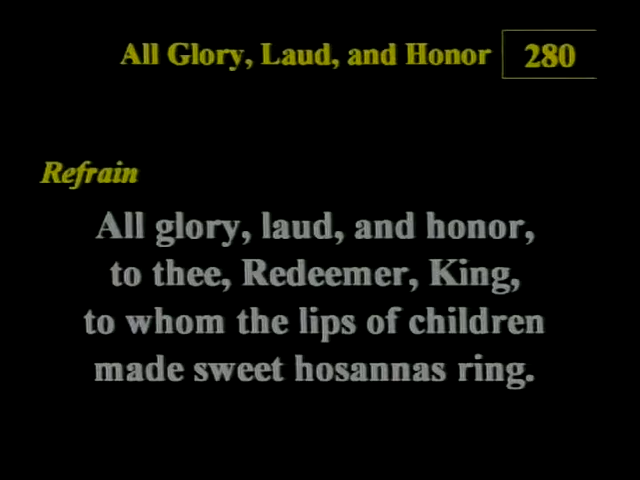 All Glory, Laud, and Honor 280
Refrain
All glory, laud, and honor,
to thee, Redeemer, King,
to whom the lips of children
made sweet hosannas ring.